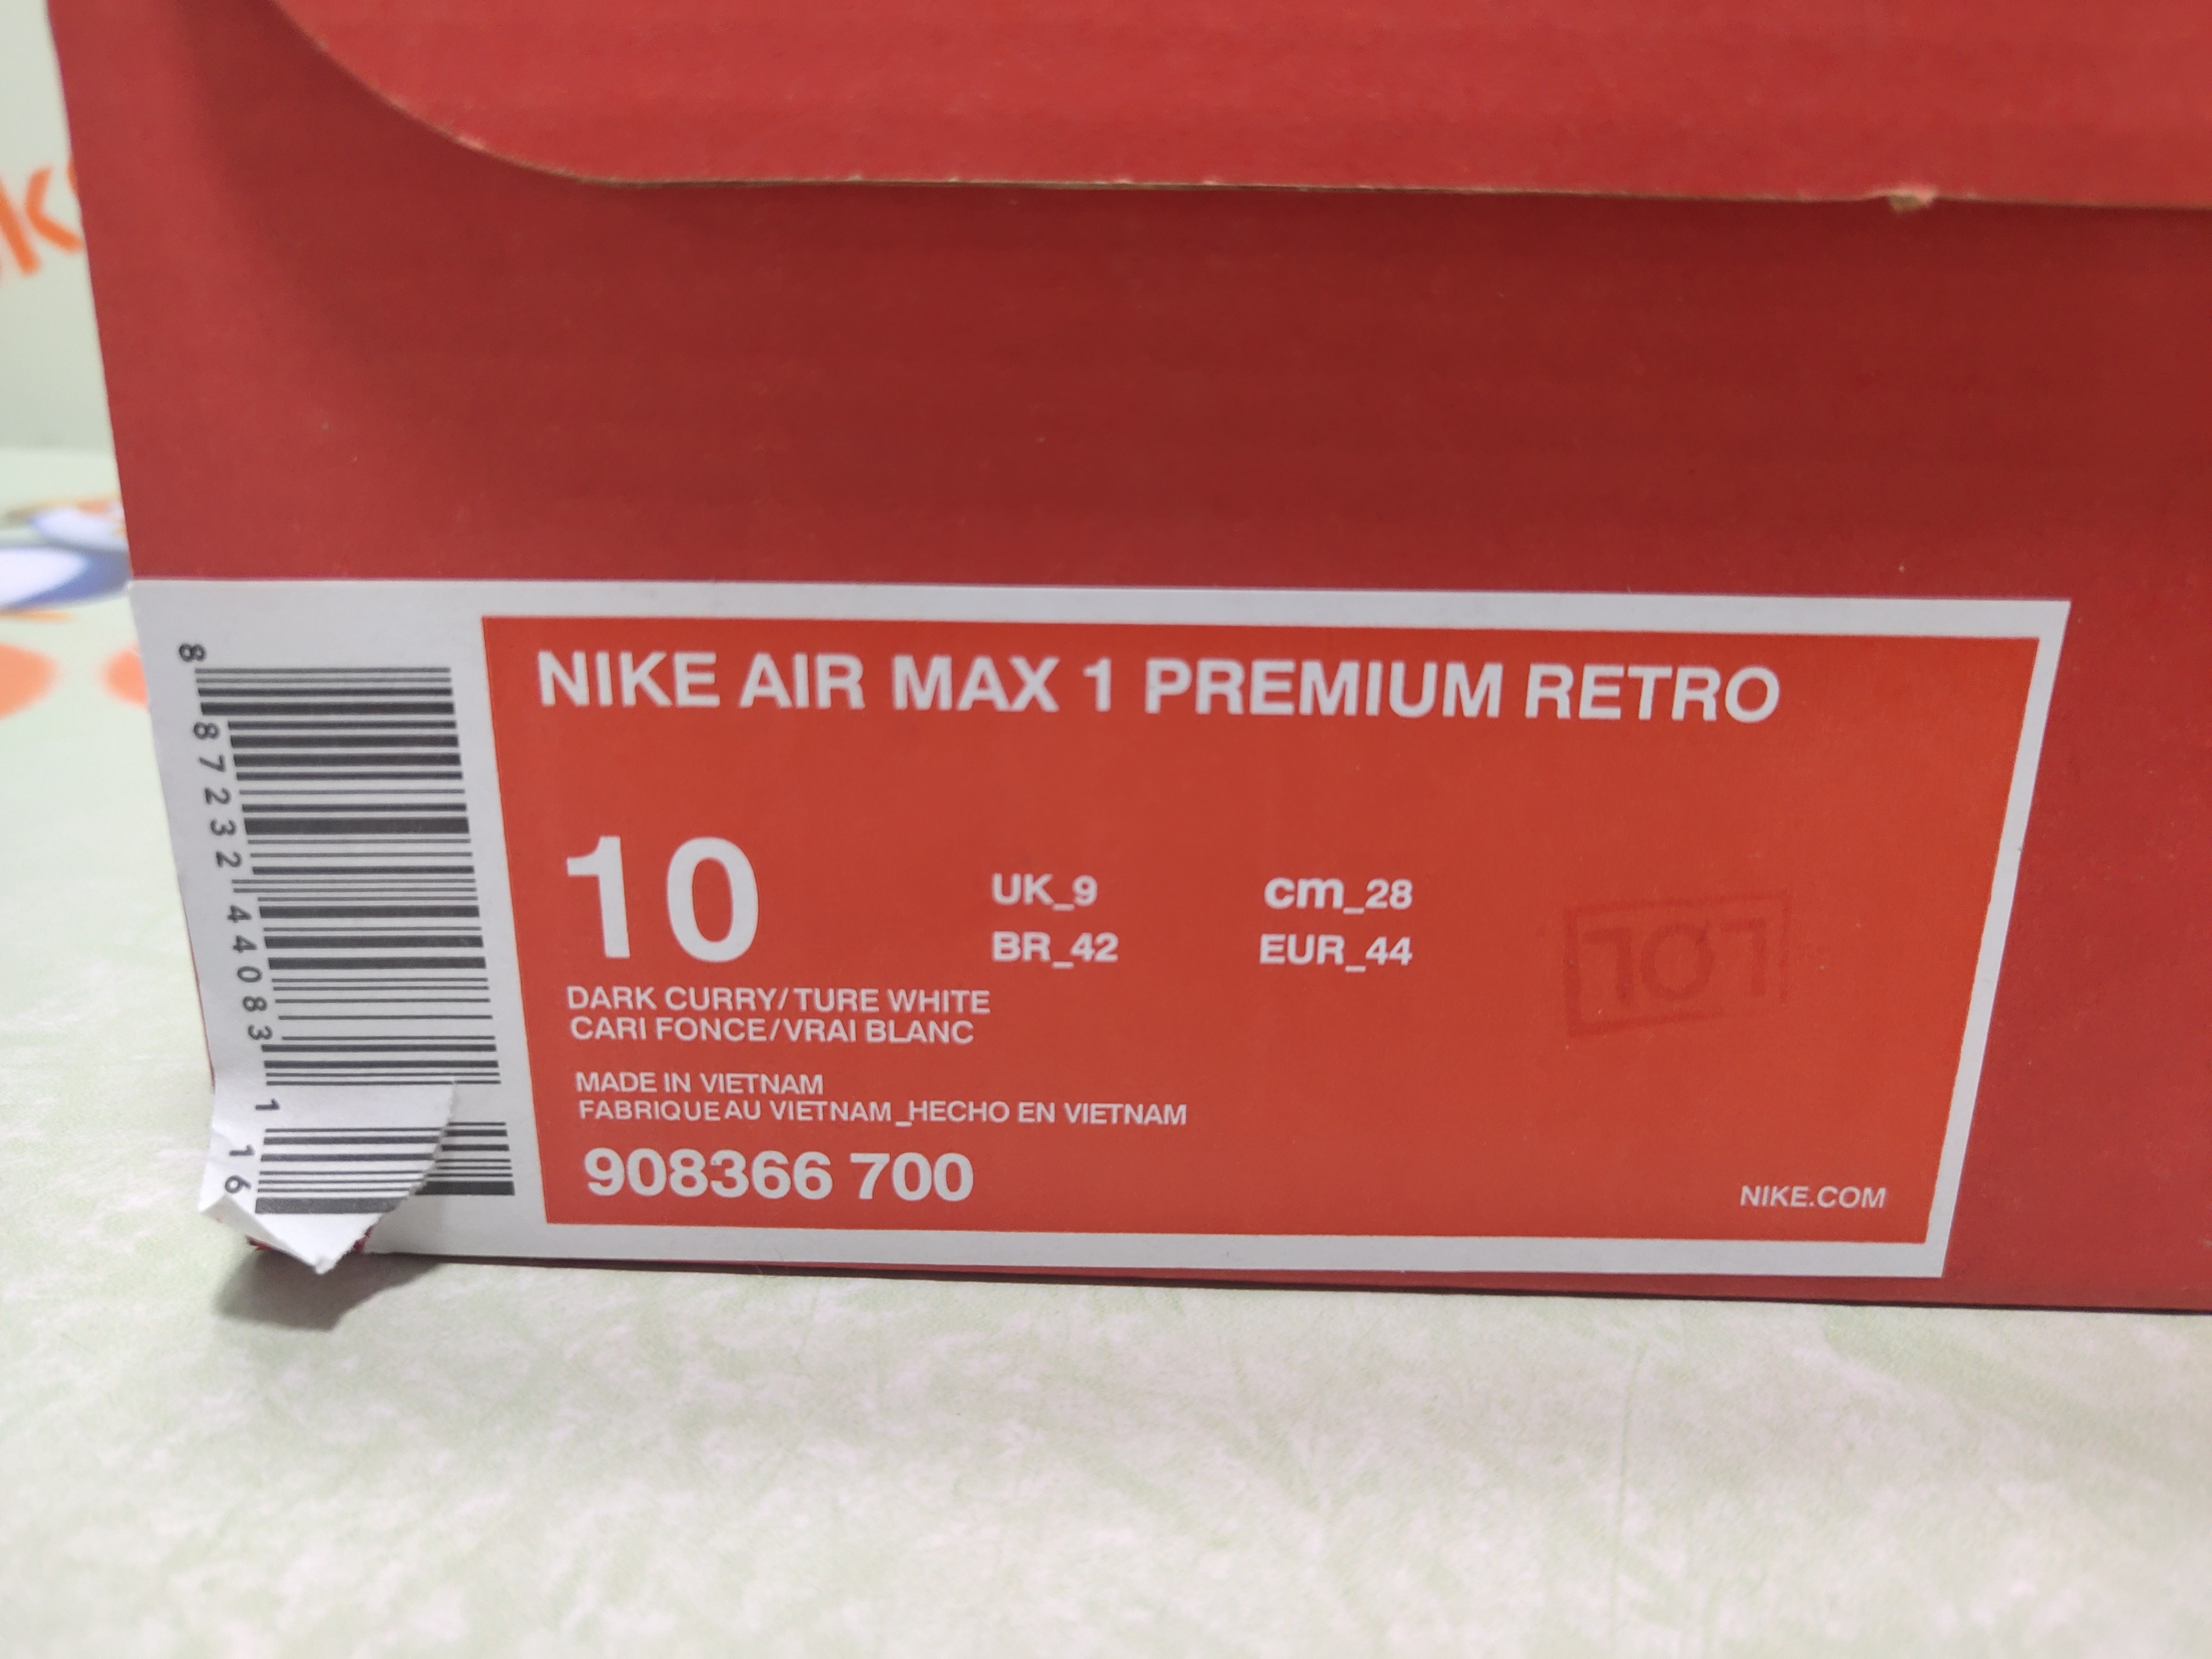 NIKE AIR MAX 1 PREMIUM RETRO
10
UK_9
cm_28
BR_42
EUR_44
DARK CURRY/TURE WHITE
CARI FONCE/VRAI BLANC
MADE IN VIETNAM
FABRIQUE AU VIETNAM_HECHO EN VIETNAM
908366 700
NIKE.COM
8 87232 44083 1 16